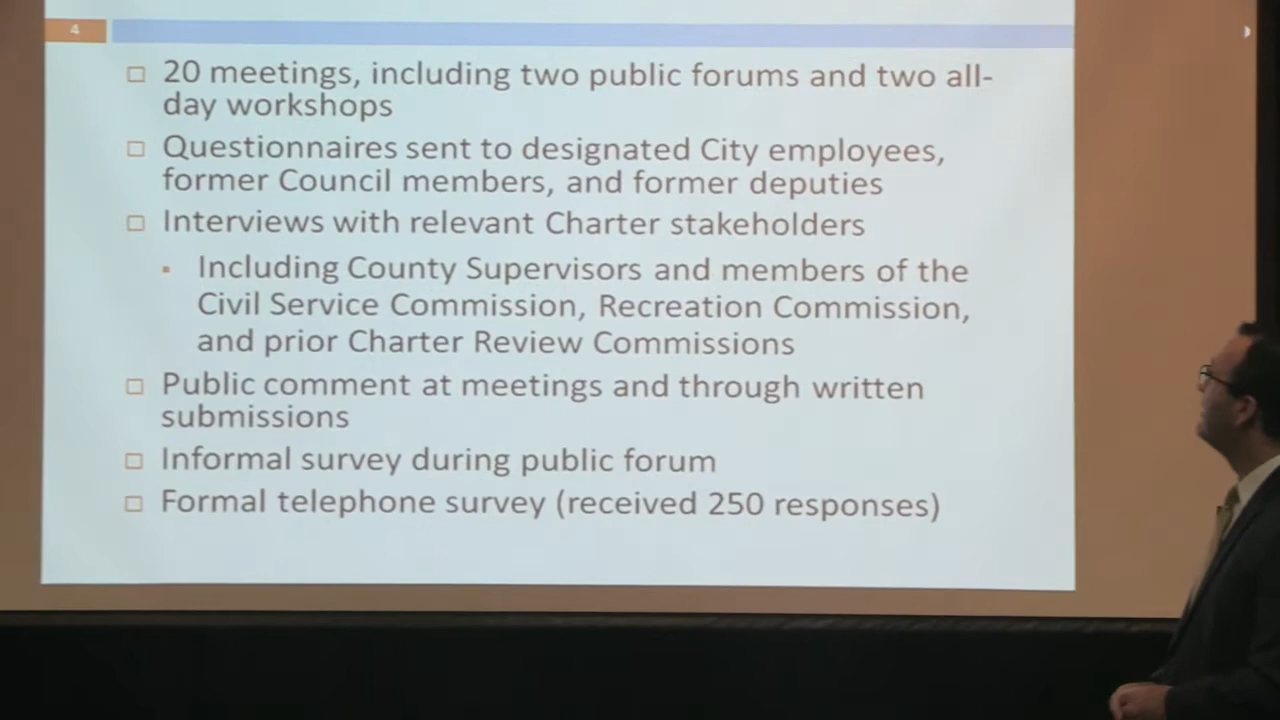 4
20 meetings, including two public forums and two all-
day workshops
Questionnaires sent to designated City employees,
former Council members, and former deputies
Interviews with relevant Charter stakeholders
Including County Supervisors and members of the
Civil Service Commission, Recreation Commission,
and prior Charter Review Commissions
Public comment at meetings and through written
submissions
Informal survey during public forum
Formal telephone survey (received 250 responses)